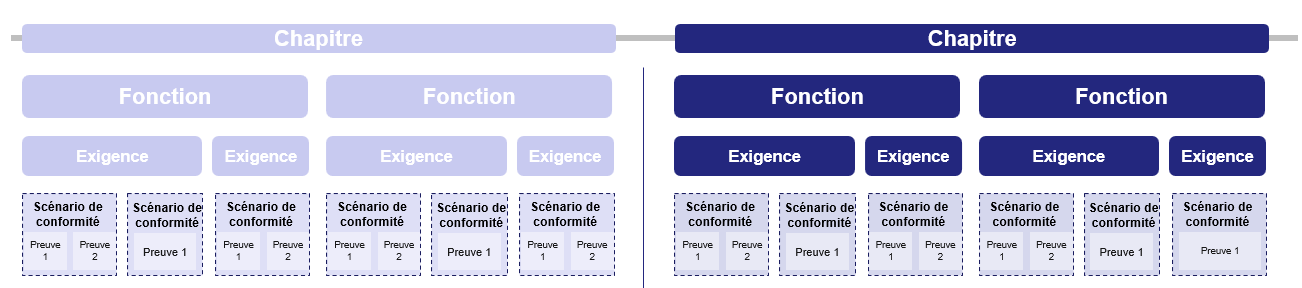 Chapitre
Chapitre
Fonction
Fonction
Fonction
Fonction
Exigence
Exigence
Exigence
Exigence
Exigence
Exigence
Exigence
Exigence
Scénario de
conformité
Preuve
1
Preuve
2
Scénario de
conformité
Preuve 1
Scénario de
conformité
Preuve
1
Preuve
2
Scénario de
conformité
Preuve
1
Preuve
2
Scénario de
conformité
Preuve 1
Scénario de
conformité
Preuve
1
Preuve
2
Scénario de
conformité
Preuve
1
Preuve
2
Scénario de
conformité
Preuve 1
Scénario de
conformité
Preuve
1
Preuve
2
Scénario de
conformité
Preuve
1
Preuve
2
Scénario de
conformité
Preuve 1
Scénario de
conformité
Preuve 1